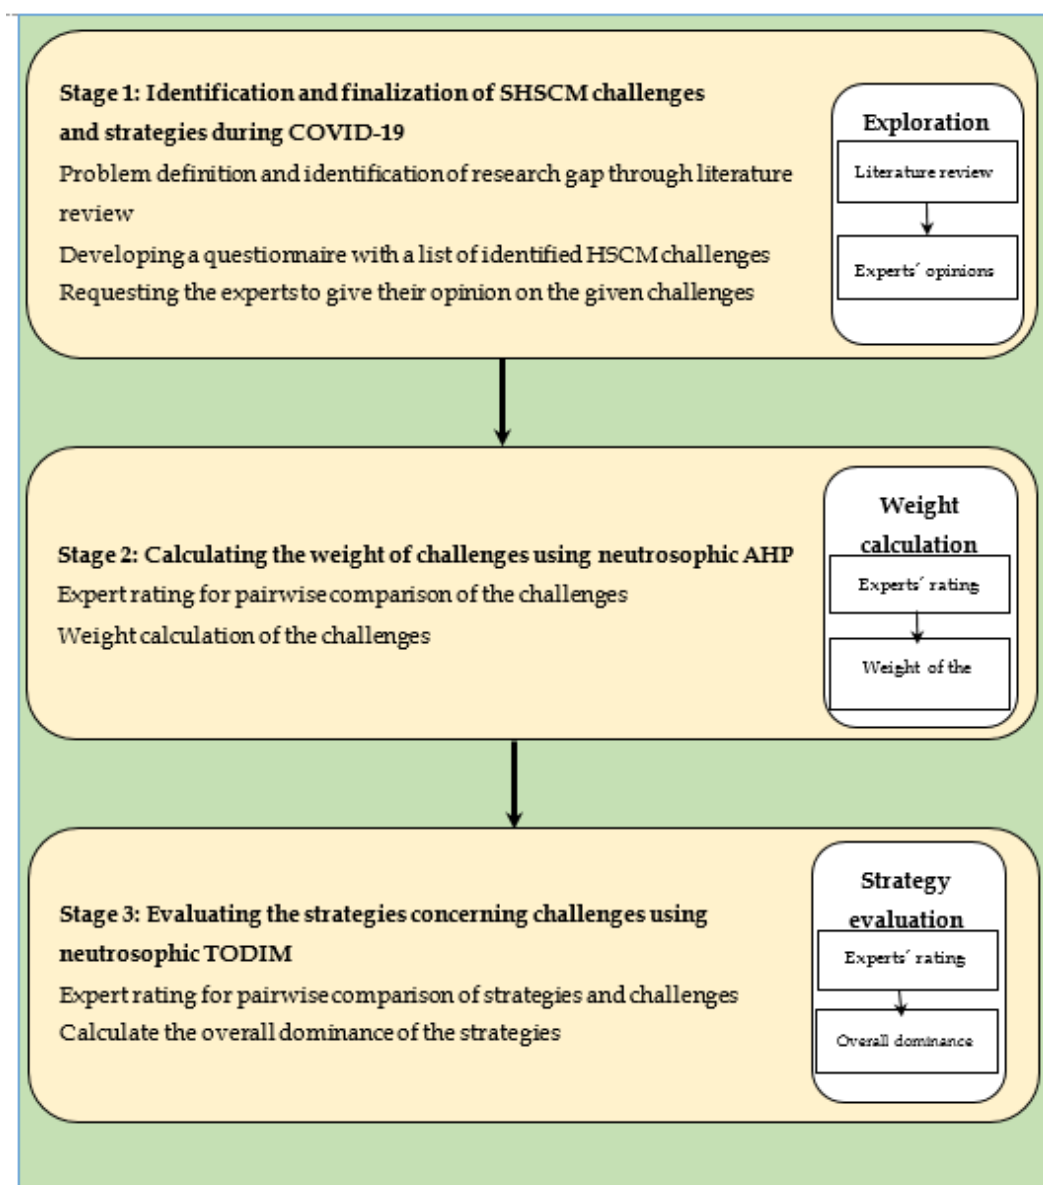 Stage 1: Identification and finalization of SHSCM challenges
and strategies during COVID-19
Problem definition and identification of research gap through literature
review
Developing a questionnaire with a list of identified HSCM challenges
Requesting the experts to give their opinion on the given challenges
Exploration
Literature review
Experts´ opinions
Stage 2: Calculating the weight of challenges using neutrosophic AHP
Expert rating for pairwise comparison of the challenges
Weight calculation of the challenges
Weight
calculation
Experts´ rating
Weight of the
Stage 3: Evaluating the strategies concerning challenges using
neutrosophic TODIM
Expert rating for pairwise comparison of strategies and challenges
Calculate the overall dominance of the strategies
Strategy
evaluation
Experts´ rating
Overall dominance